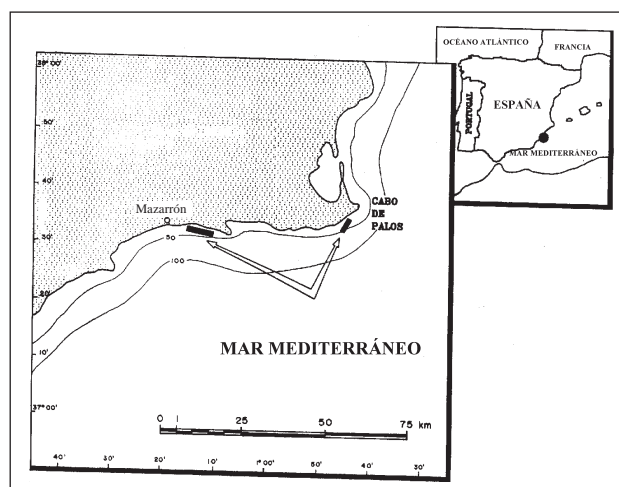 OCÉANO ATLÁNTICO
FRANCIA
PORTUGAL
ESPAÑA
MAR MEDITERRÁNEO
38° 00'
50'
40'
30'
20'
10'
37° 00'
Mazarrón
CABO
DE
PALOS
50
100
MAR MEDITERRÁNEO
0 1 25 50 75 km
40' 30' 20' 10' 1° 00' 50' 40' 30'